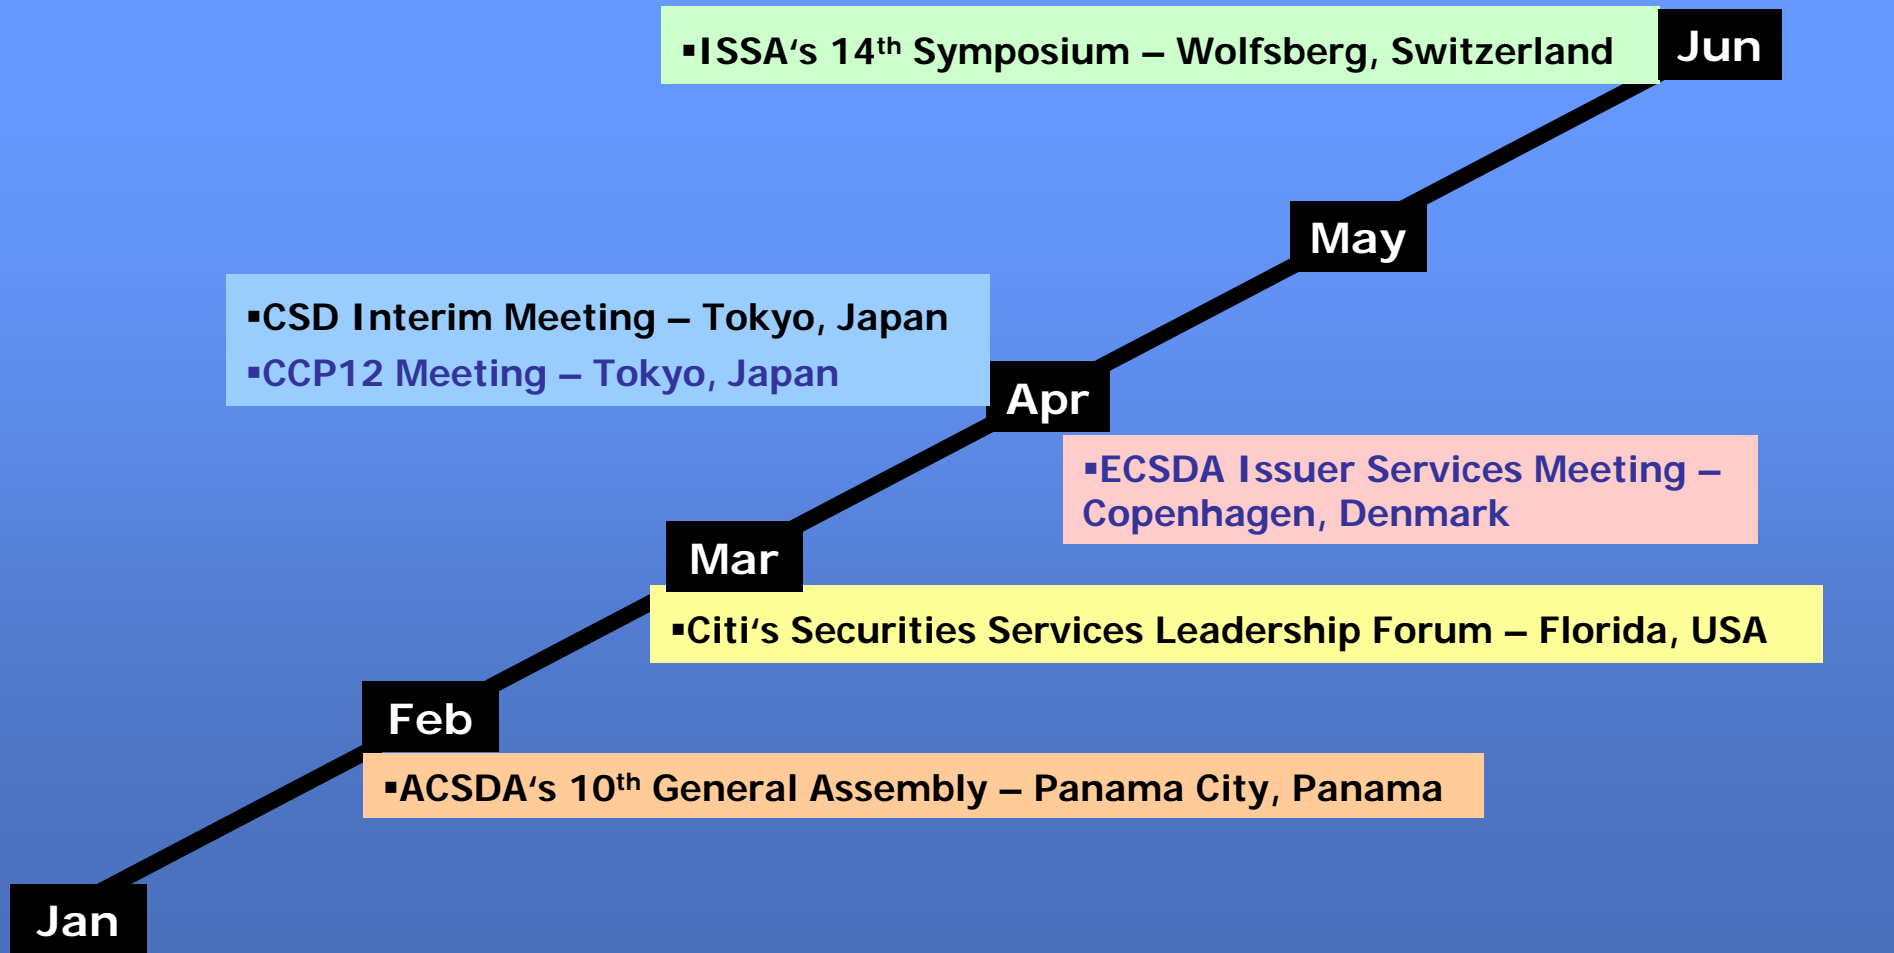 ▪ISSA‘s 14th Symposium – Wolfsberg, Switzerland
Jun
May
▪CSD Interim Meeting – Tokyo, Japan
▪CCP12 Meeting – Tokyo, Japan
Apr
▪ECSDA Issuer Services Meeting –
Copenhagen, Denmark
Mar
▪Citi‘s Securities Services Leadership Forum – Florida, USA
Feb
▪ACSDA‘s 10th General Assembly – Panama City, Panama
Jan